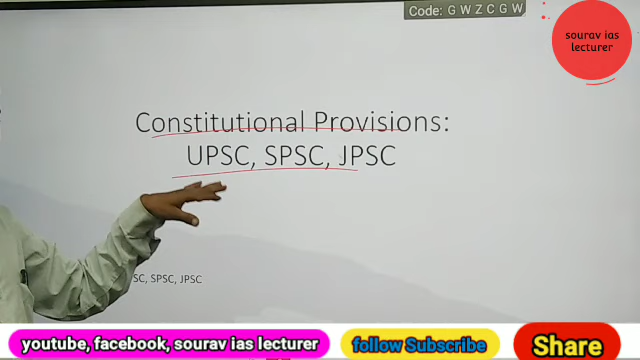 Code: G W Z C G W
sourav ias
lecturer
Constitutional Provisions:
UPSC, SPSC, JPSC
SC, SPSC, JPSC
youtube, facebook, sourav ias lecturer
follow Subscribe
Share